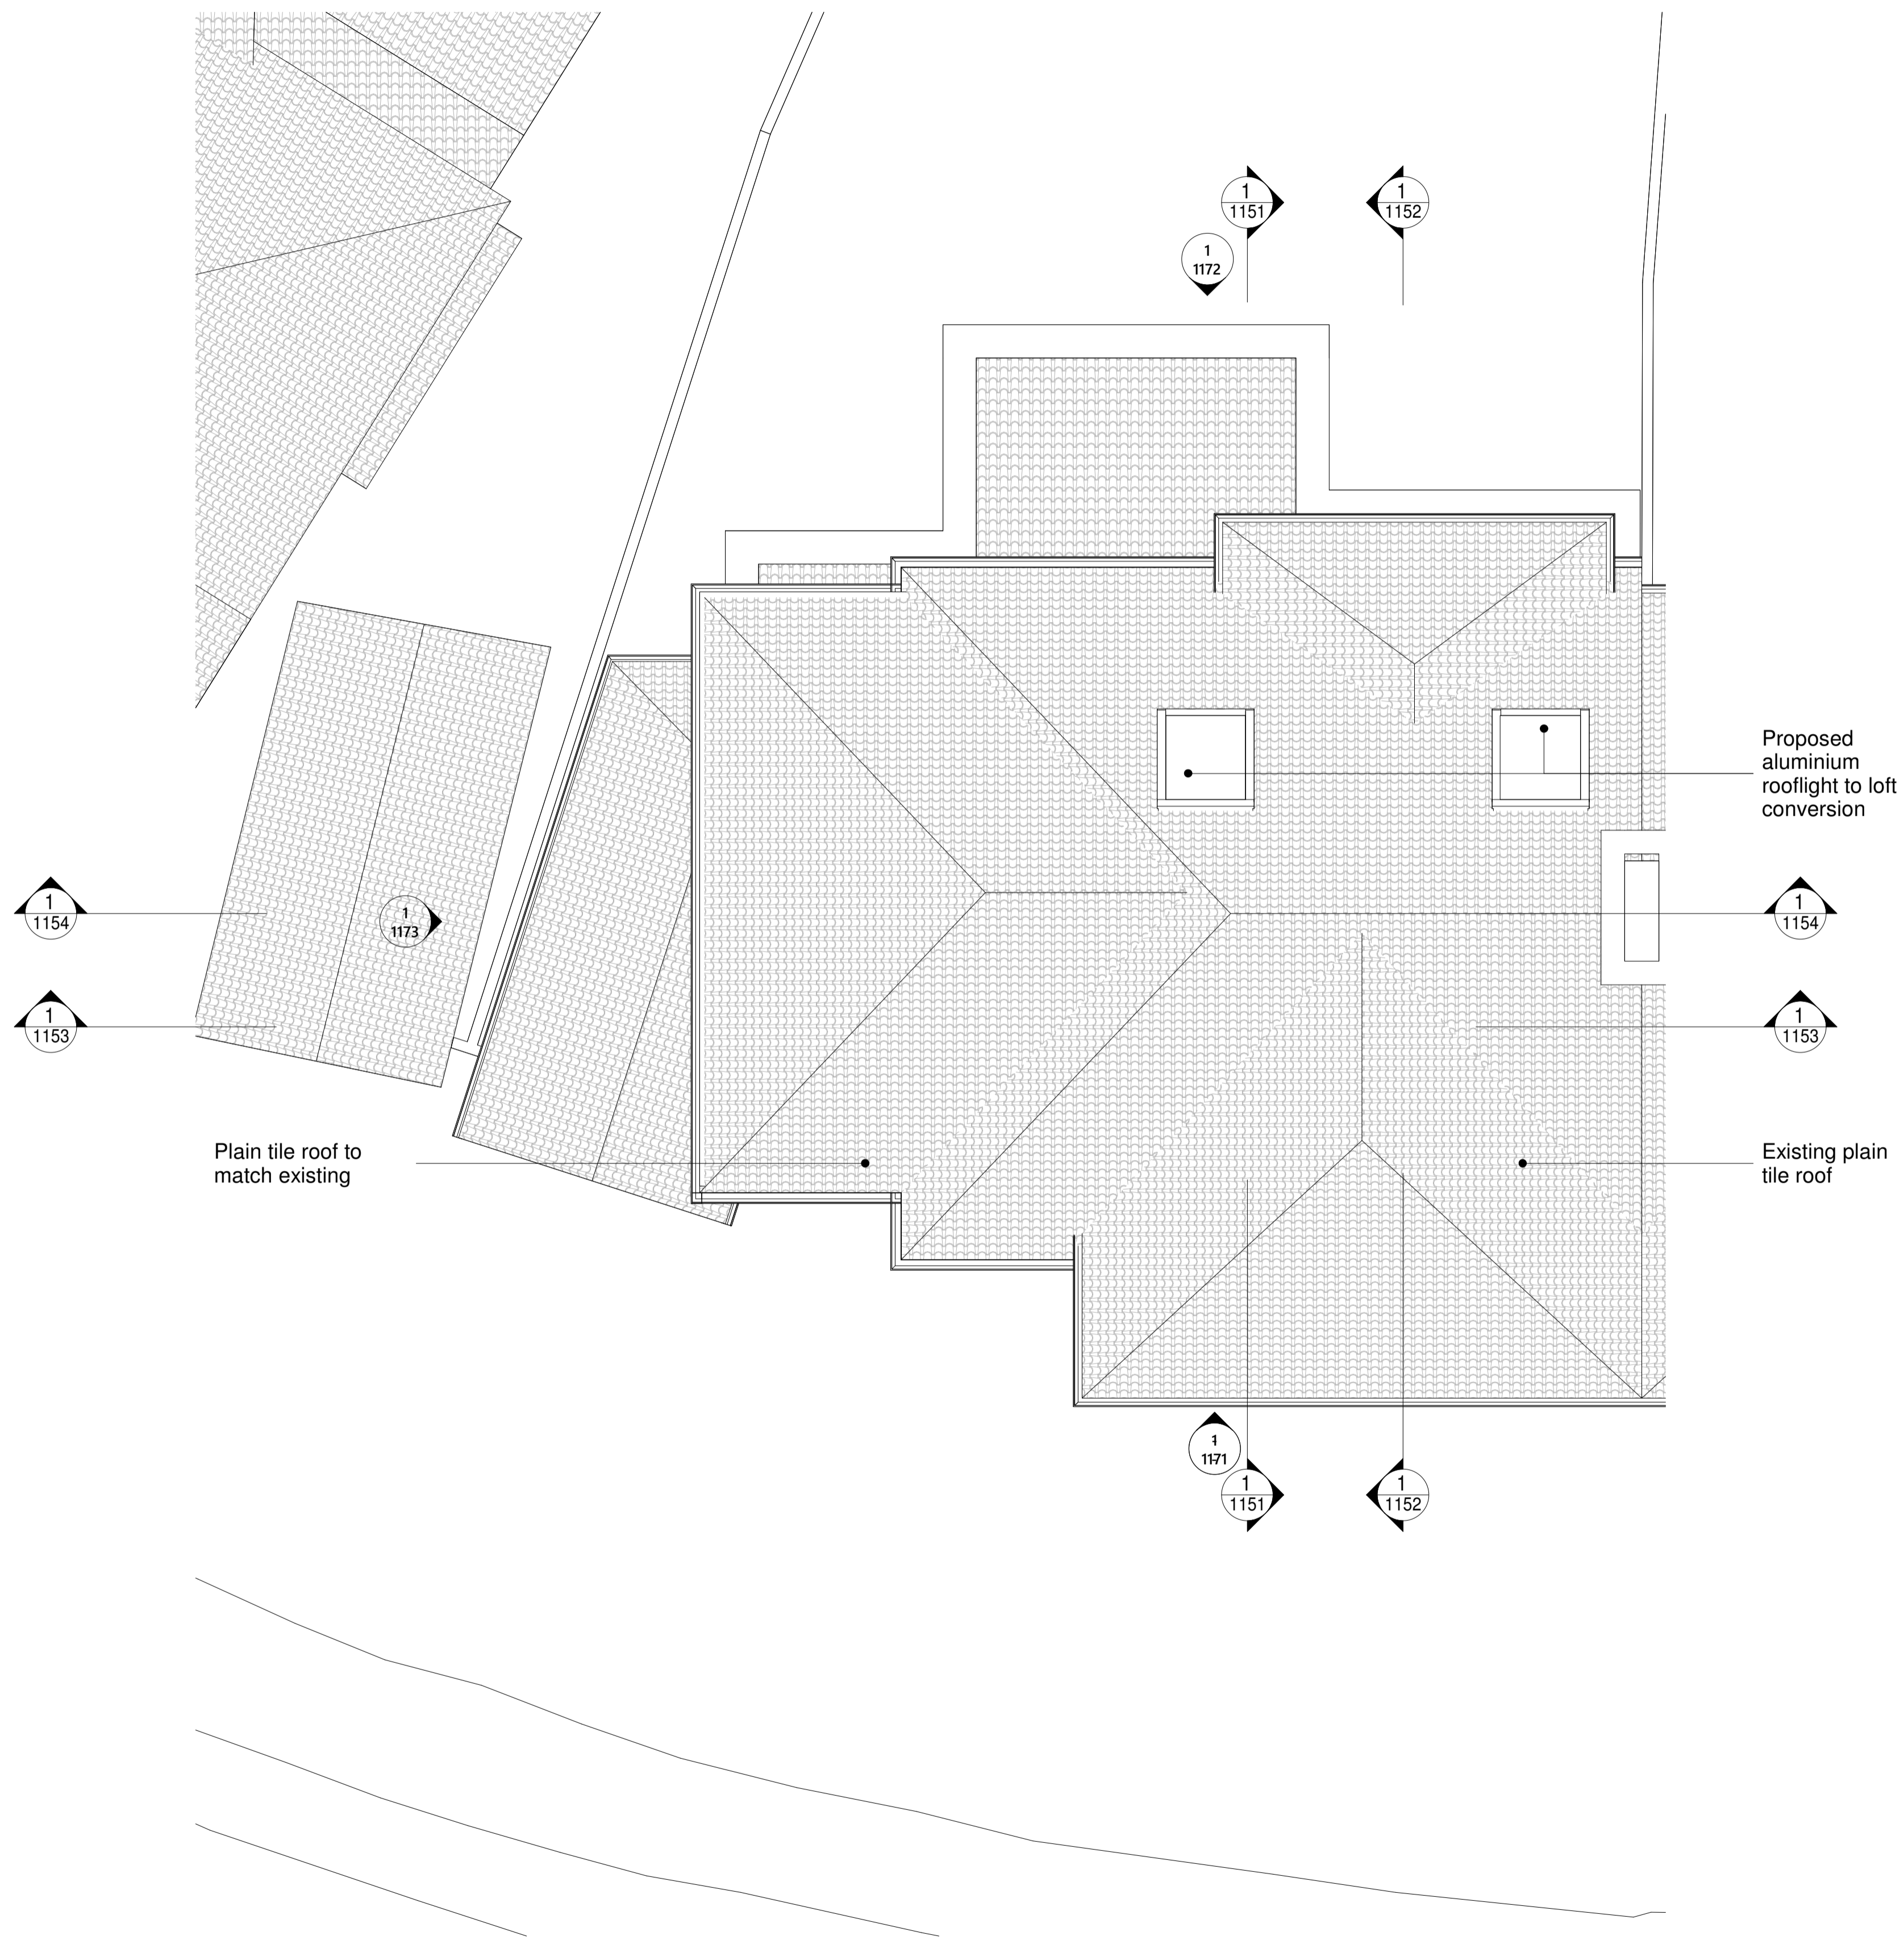 1
1151
1
1152
1
1172
Proposed
aluminium
rooflight to loft
conversion
1
1154
1
1173
1
1154
1
1153
1
1153
Plain tile roof to
match existing
Existing plain
tile roof
1
1171
1
1151
1
1152